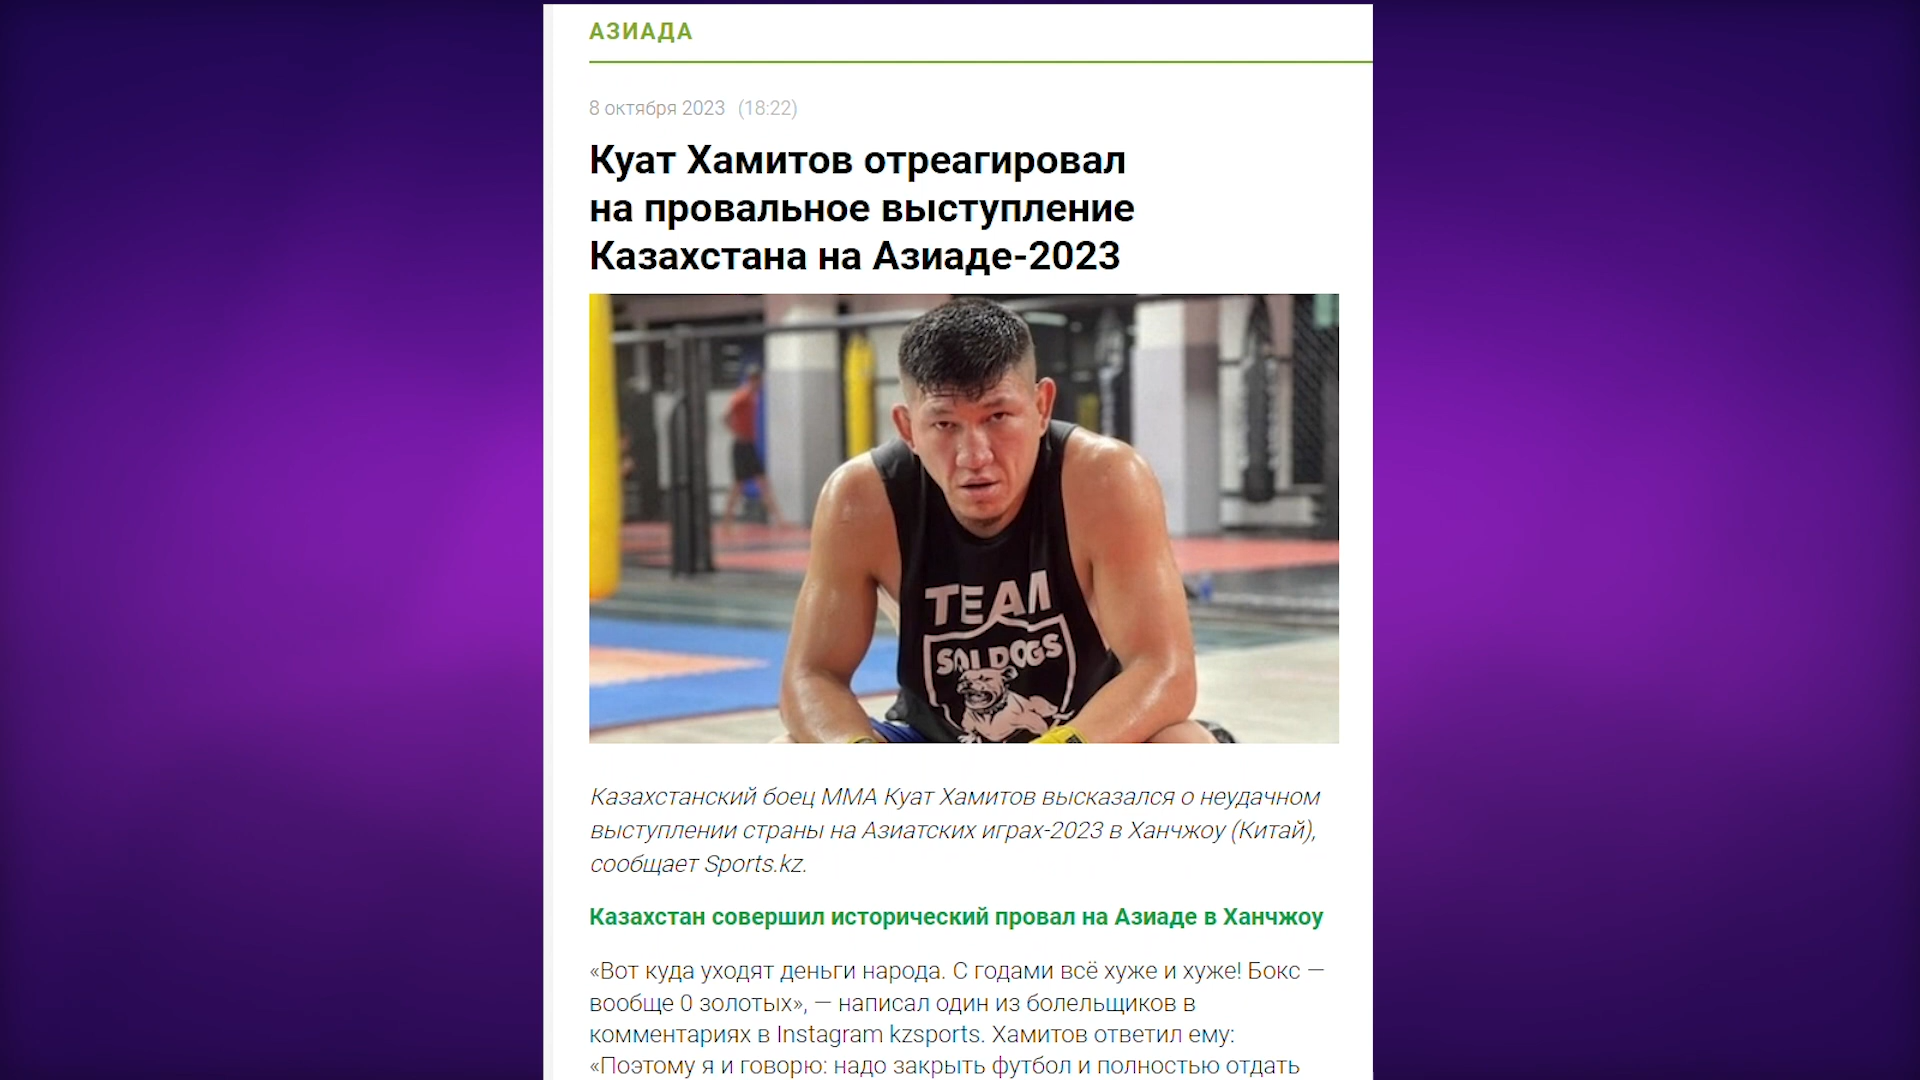 АЗИАДА
8 октября 2023 (18:22)
Куат Хамитов отреагировал
на провальное выступление
Казахстана на Азиаде-2023
TEAM
SALDOGS
Казахстанский боец ММА Куат Хамитов высказался о неудачном
выступлении страны на Азиатских играх-2023 в Ханчжоу (Китай),
сообщает Sports.kz.
Казахстан совершил исторический провал на Азиаде в Ханчжоу
«Вот куда уходят деньги народа. С годами всё хуже и хуже! Бокс —
вообще 0 золотых», — написал один из болельщиков в
комментариях в Instagram kzsports. Хамитов ответил ему:
«Поэтому я и говорю: надо закрыть футбол и полностью отдать